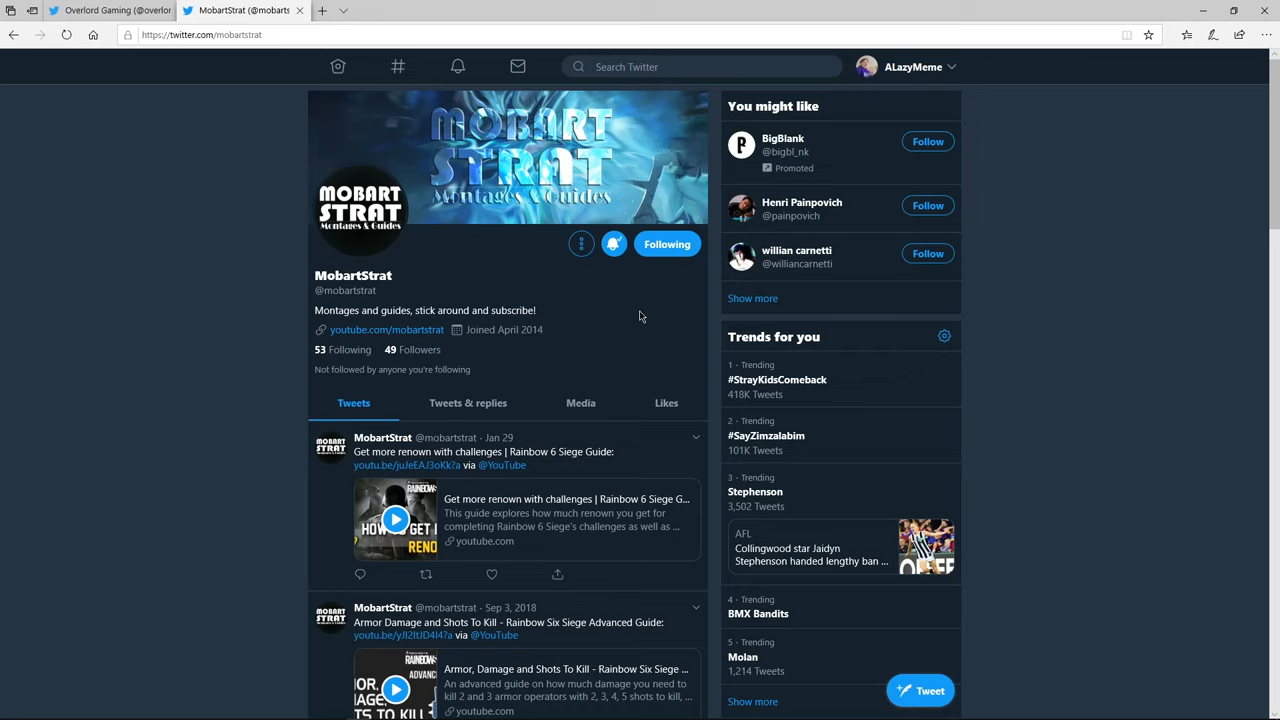 Overlord Gaming (@overlor
MobartStrat (@mobarts
https://twitter.com/mobartstrat
Search Twitter
ALazyMeme
MOBART
STRAT
Montages & Guides
MOBART
STRAT
Montages & Guides
Following
MobartStrat
@mobartstrat
Montages and guides, stick around and subscribe!
youtube.com/mobartstrat Joined April 2014
53 Following 49 Followers
Not followed by anyone you're following
Tweets Tweets & replies Media Likes
MobartStrat @mobartstrat · Jan 29
Get more renown with challenges | Rainbow 6 Siege Guide:
youtu.be/juJeEAJ3oKk?a via @YouTube
Get more renown with challenges | Rainbow 6 Siege G...
This guide explores how much renown you get for
completing Rainbow 6 Siege's challenges as well as ...
youtube.com
MobartStrat @mobartstrat · Sep 3, 2018
Armor Damage and Shots To Kill - Rainbow Six Siege Advanced Guide:
youtu.be/yJI2ItJD4I4?a via @YouTube
Armor, Damage and Shots To Kill - Rainbow Six Siege ...
An advanced guide on how much damage you need to
kill 2 and 3 armor operators with 2, 3, 4, 5 shots to kill, ...
youtube.com
You might like
BigBlank
@bigbl_nk
Promoted
Follow
Henri Painpovich
@painpovich
Follow
willian carnetti
@williancarnetti
Follow
Show more
Trends for you
1 · Trending
#StrayKidsComeback
418K Tweets
2 · Trending
#SayZimzalabim
101K Tweets
3 · Trending
Stephenson
3,502 Tweets
AFL
Collingwood star Jaidyn
Stephenson handed lengthy ban ...
4 · Trending
BMX Bandits
5 · Trending
Molan
1,214 Tweets
Show more
Tweet